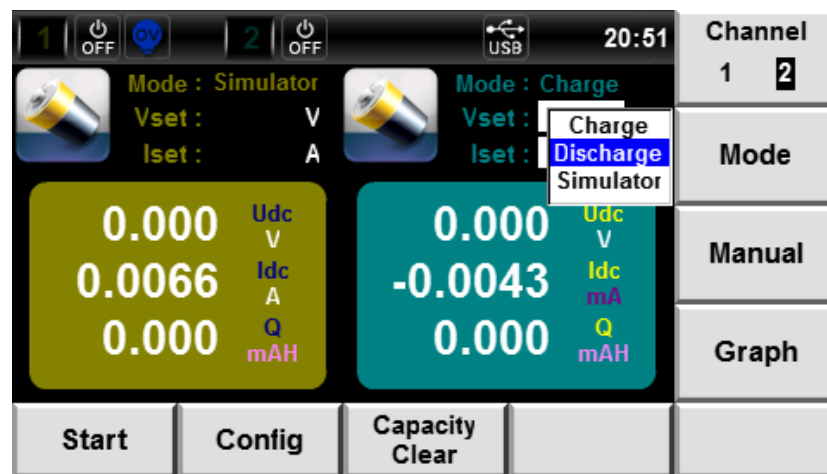 1 OFF OV 2 OFF USB 20:51
Channel
1 2
Mode : Simulator
Vset : V
Iset : A
Mode : Charge
Vset :
Iset :
Charge
Discharge
Simulator
Mode
0.000 Udc V
0.0066 Idc A
0.000 Q mAH
0.000 Udc V
-0.0043 Idc mA
0.000 Q mAH
Manual
Graph
Start
Config
Capacity
Clear